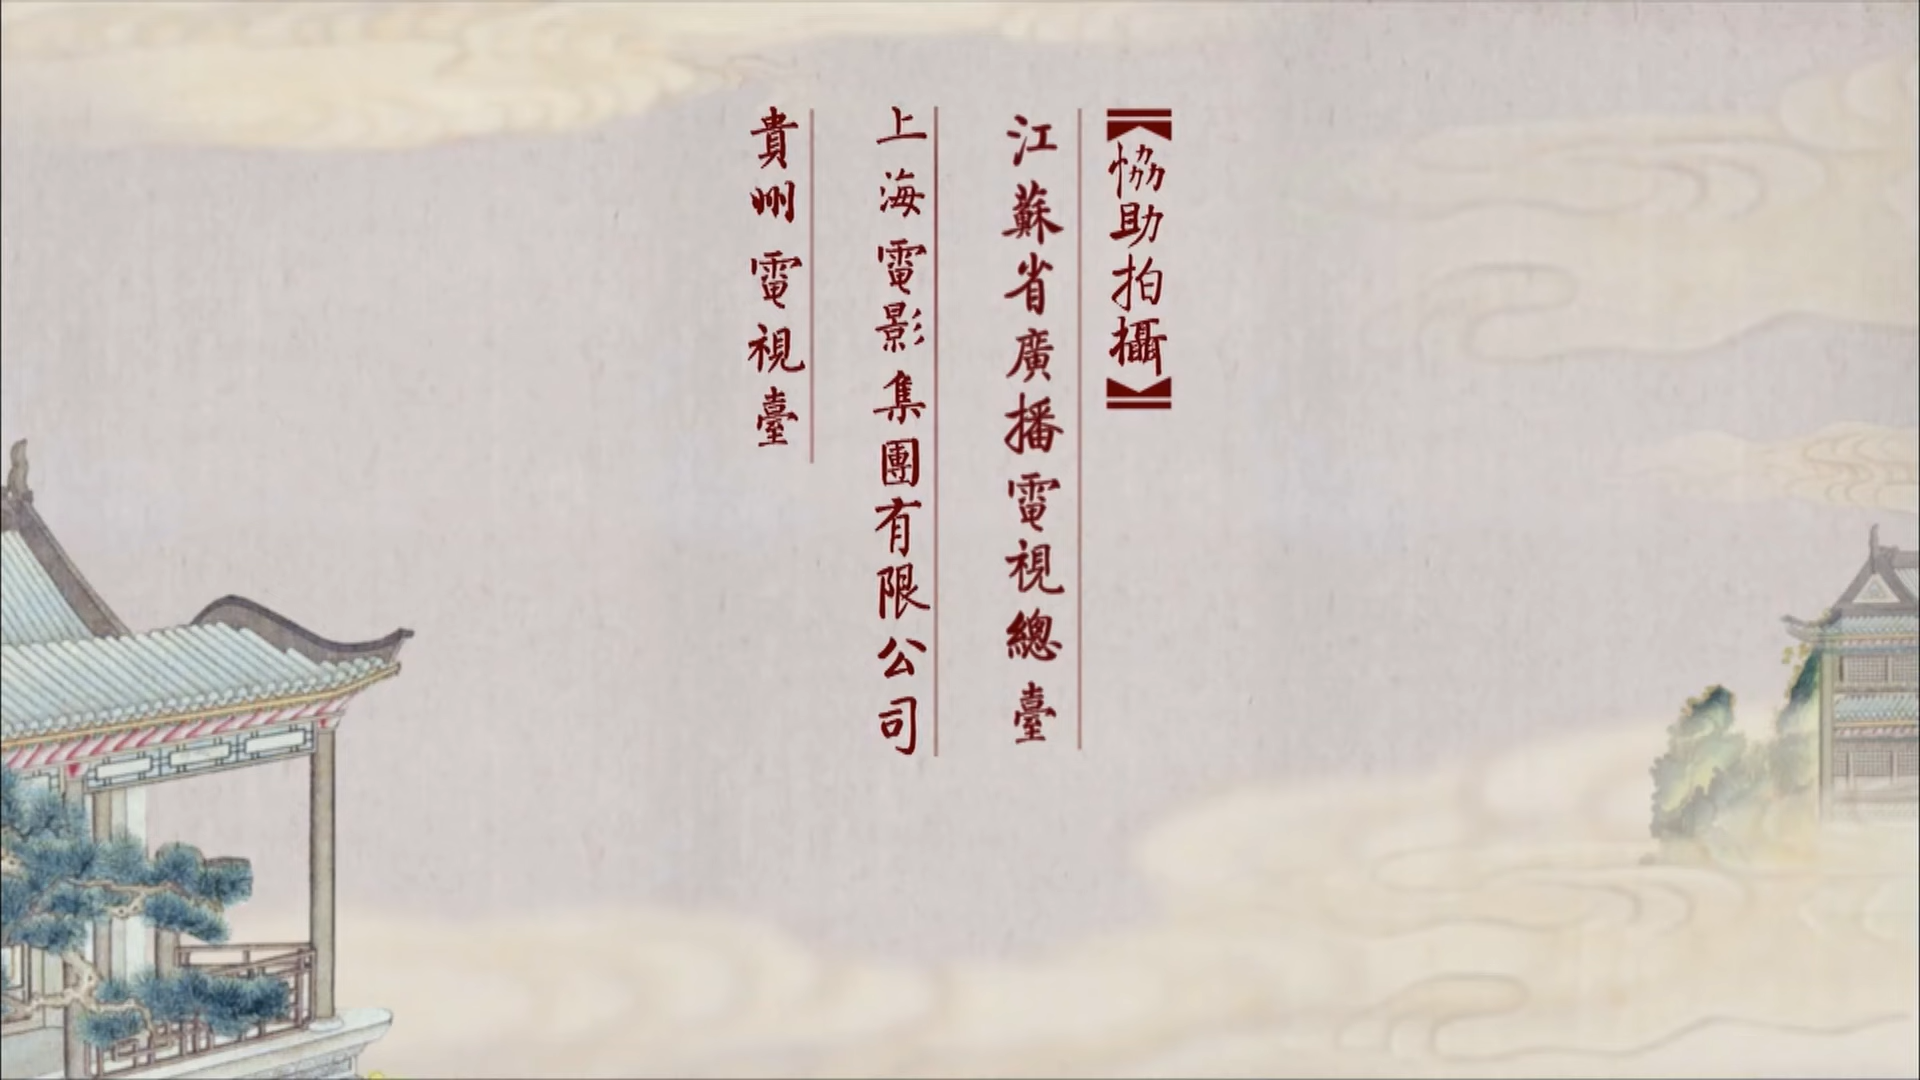 【恊助拍攝】
江蘇省廣播電視總臺
上海電影集團有限公司
貴州電視臺